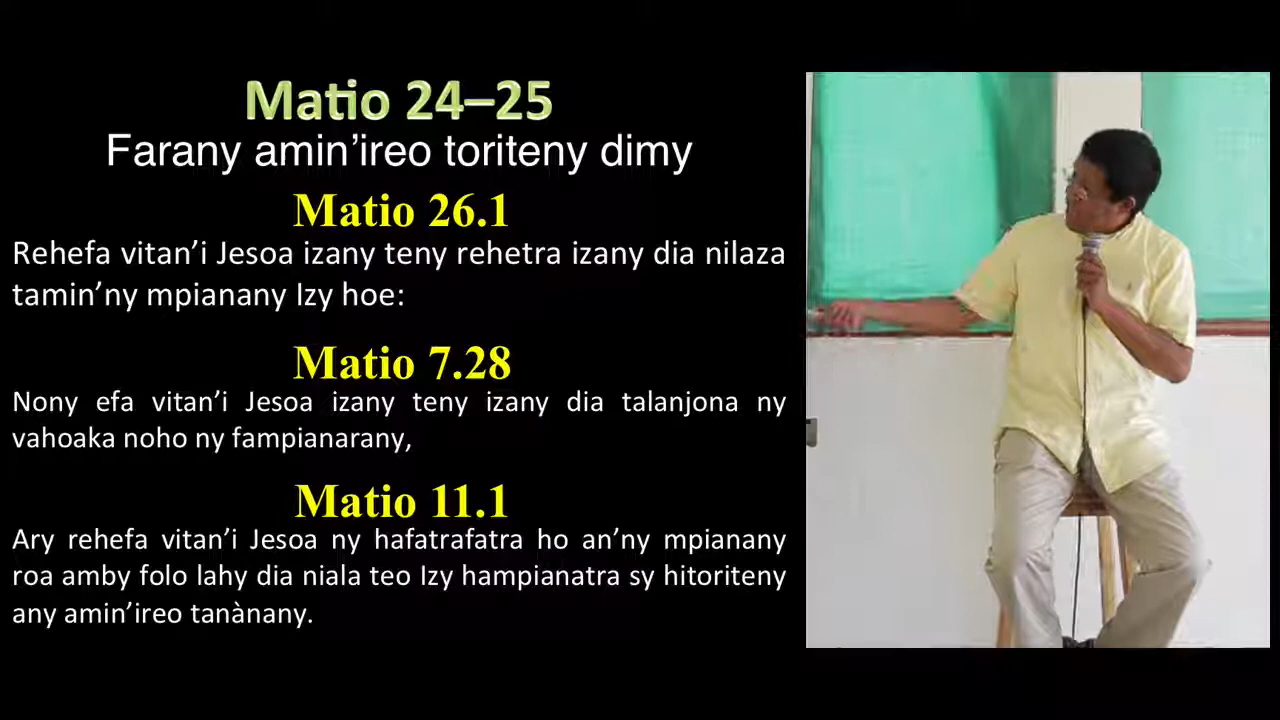 Matio 24–25
Farany amin’ireo toriteny dimy
Matio 26.1
Rehefa vitan’i Jesoa izany teny rehetra izany dia nilaza
tamin’ny mpianany Izy hoe:
Matio 7.28
Nony efa vitan’i Jesoa izany teny izany dia talanjona ny
vahoaka noho ny fampianarany,
Matio 11.1
Ary rehefa vitan’i Jesoa ny hafatrafatra ho an’ny mpianany
roa amby folo lahy dia niala teo Izy hampianatra sy hitoriteny
any amin’ireo tanànany.